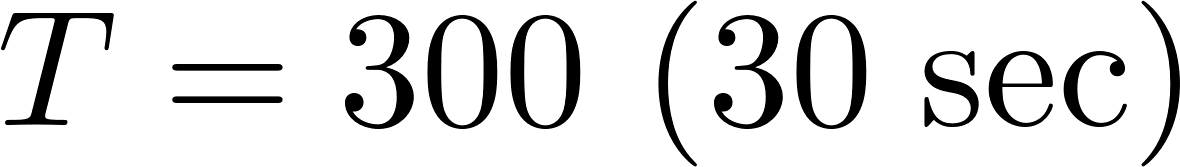 T = 300 (30 sec)